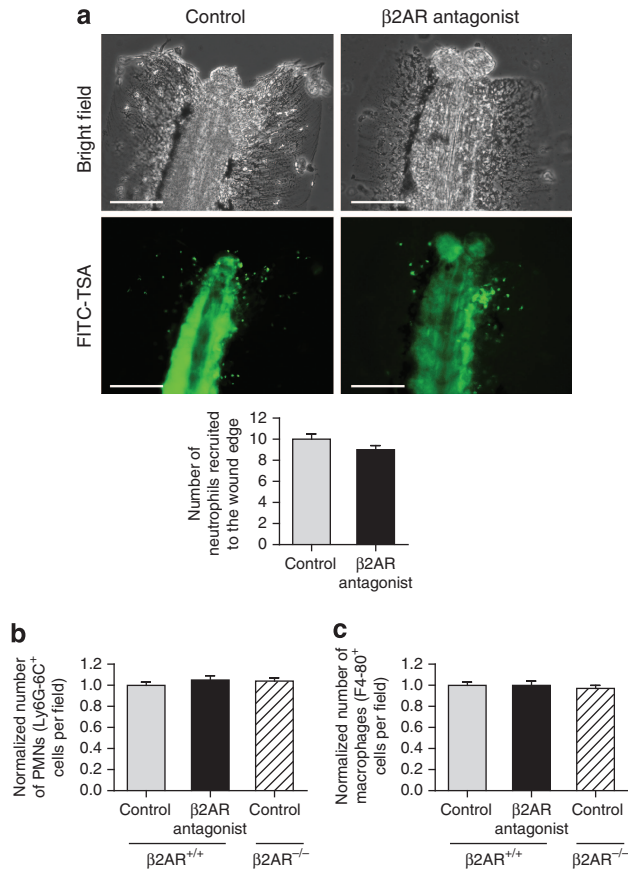 a
Control
β2AR antagonist
Bright field
FITC-TSA
Number of
neutrophils recruited
to the wound edge
12
10
8
6
4
2
0
Control
β2AR
antagonist
b
Normalized number
of PMNs (Ly6G-6C⁺
cells per field)
1.2
1.0
0.8
0.6
0.4
0.2
0.0
Control
β2AR
antagonist
Control
β2AR⁺/⁺
β2AR⁻/⁻
c
Normalized number of
macrophages (F4-80⁺
cells per field)
1.2
1.0
0.8
0.6
0.4
0.2
0.0
Control
β2AR
antagonist
Control
β2AR⁺/⁺
β2AR⁻/⁻